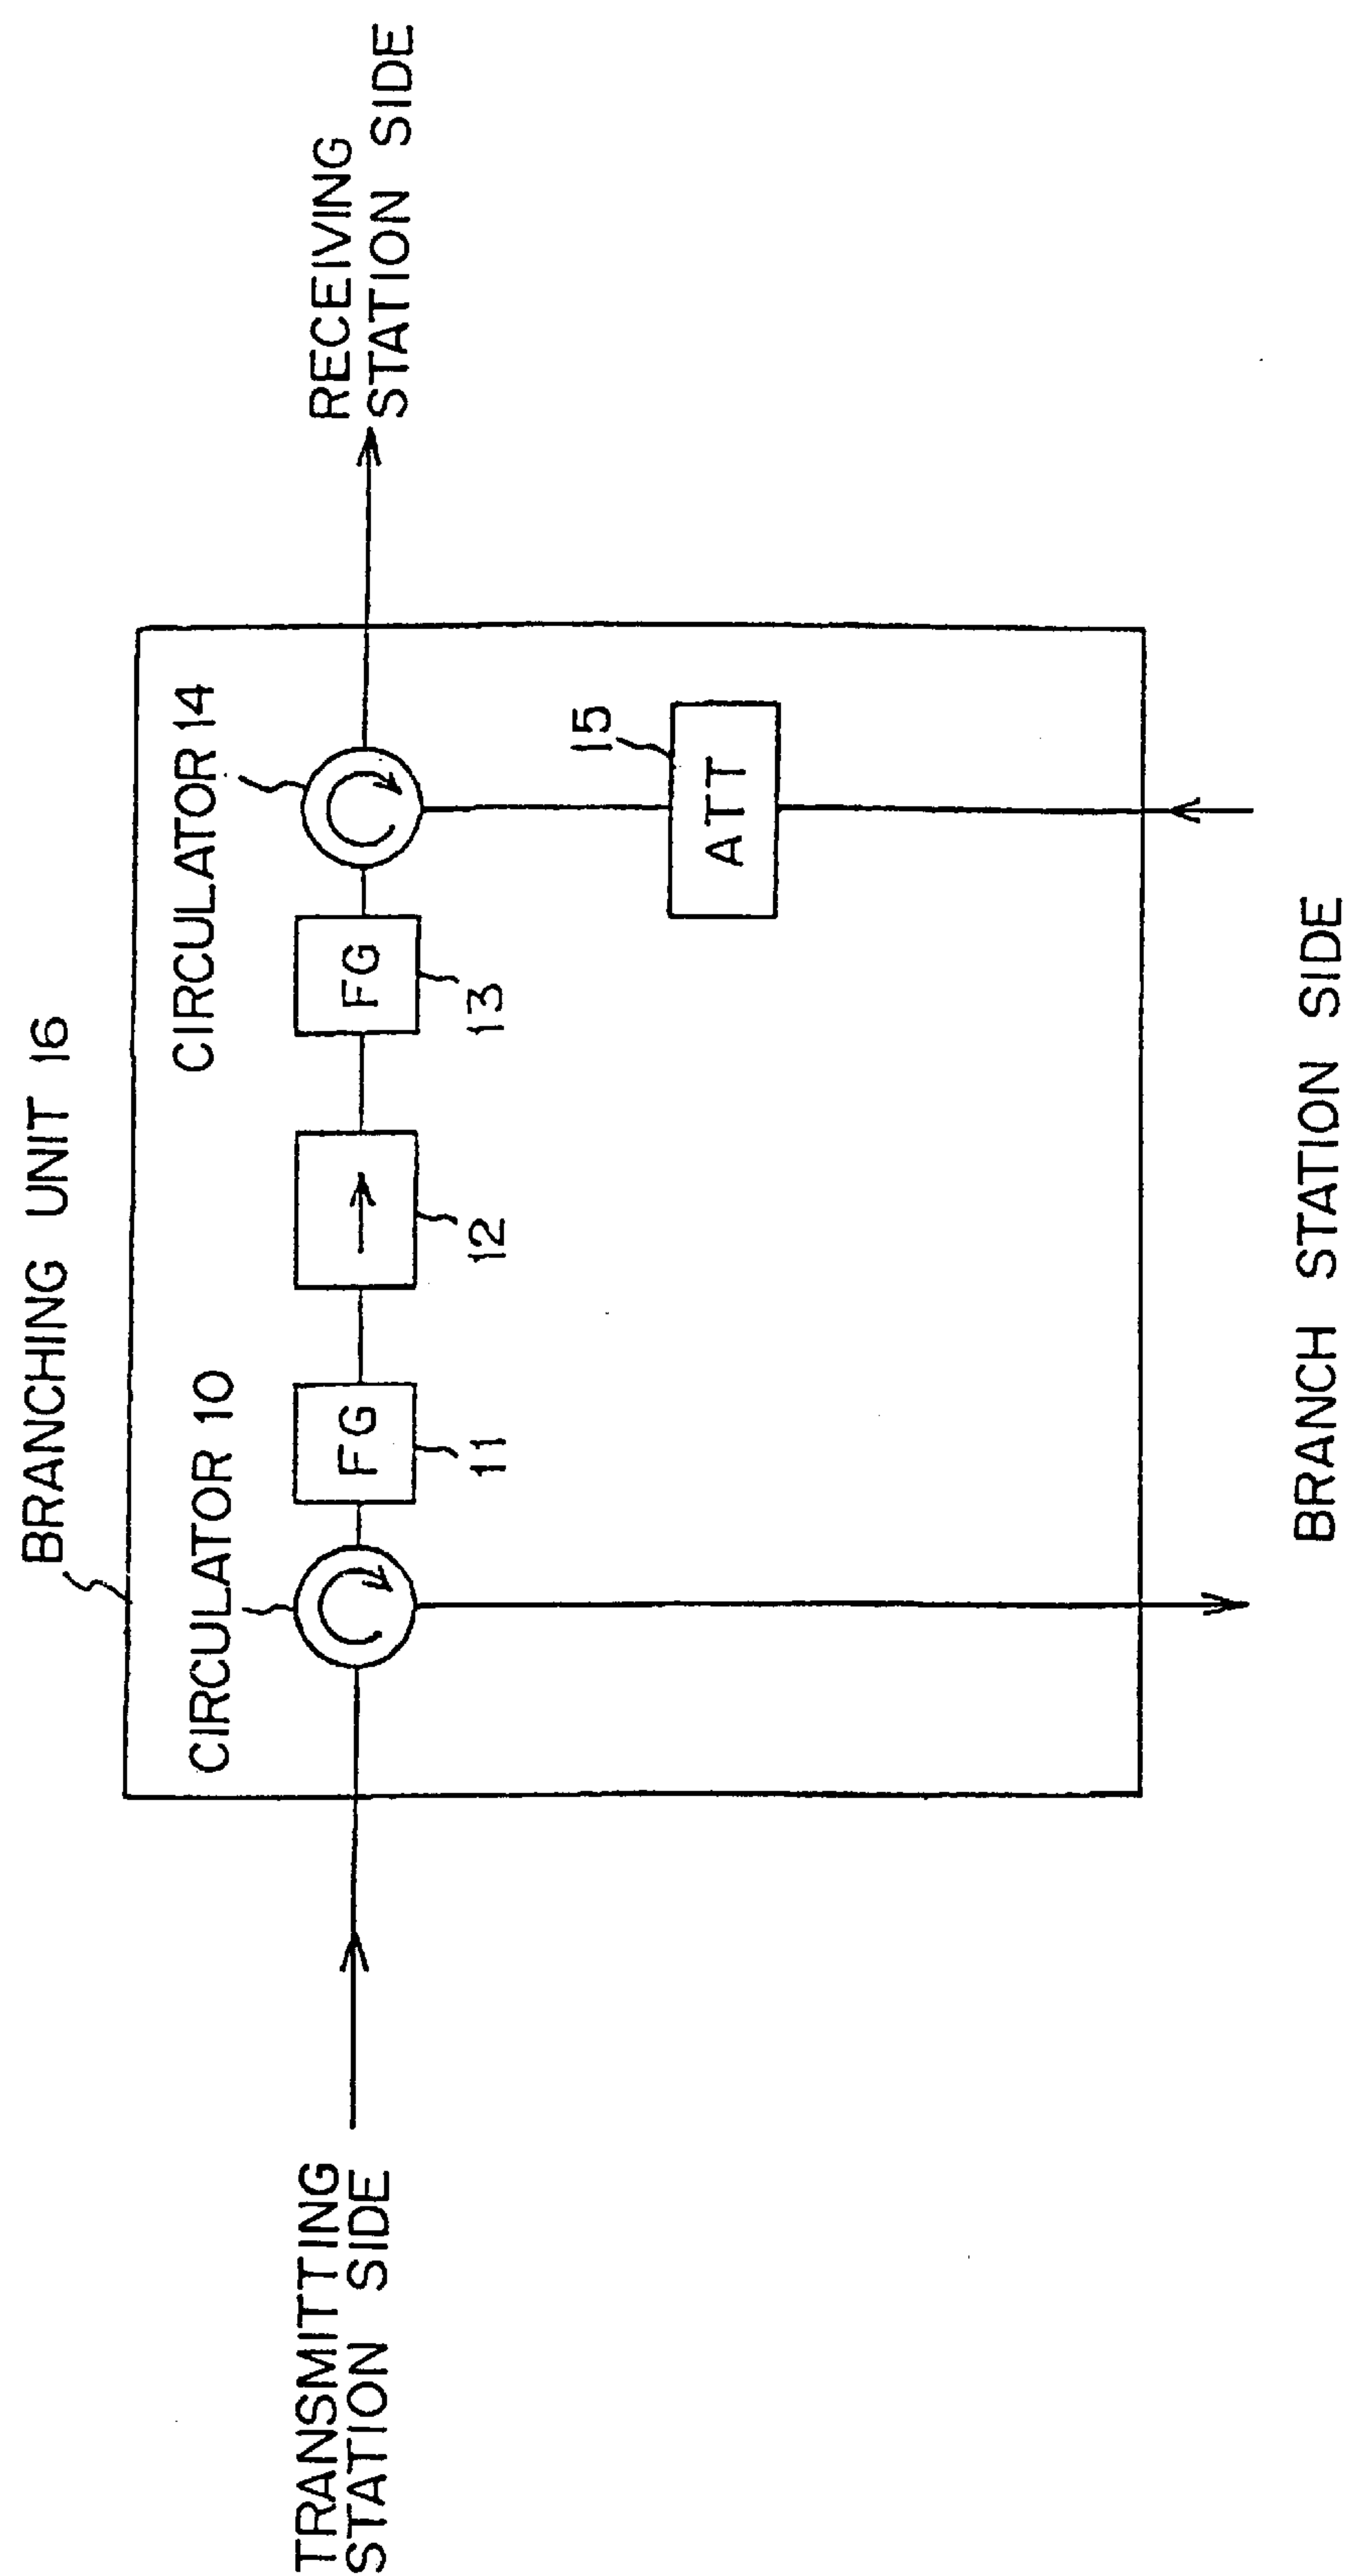 BRANCHING UNIT 16
CIRCULATOR 10
CIRCULATOR 14
TRANSMITTING
STATION SIDE
RECEIVING
STATION SIDE
FG
FG
11
12
13
15
ATT
BRANCH STATION SIDE